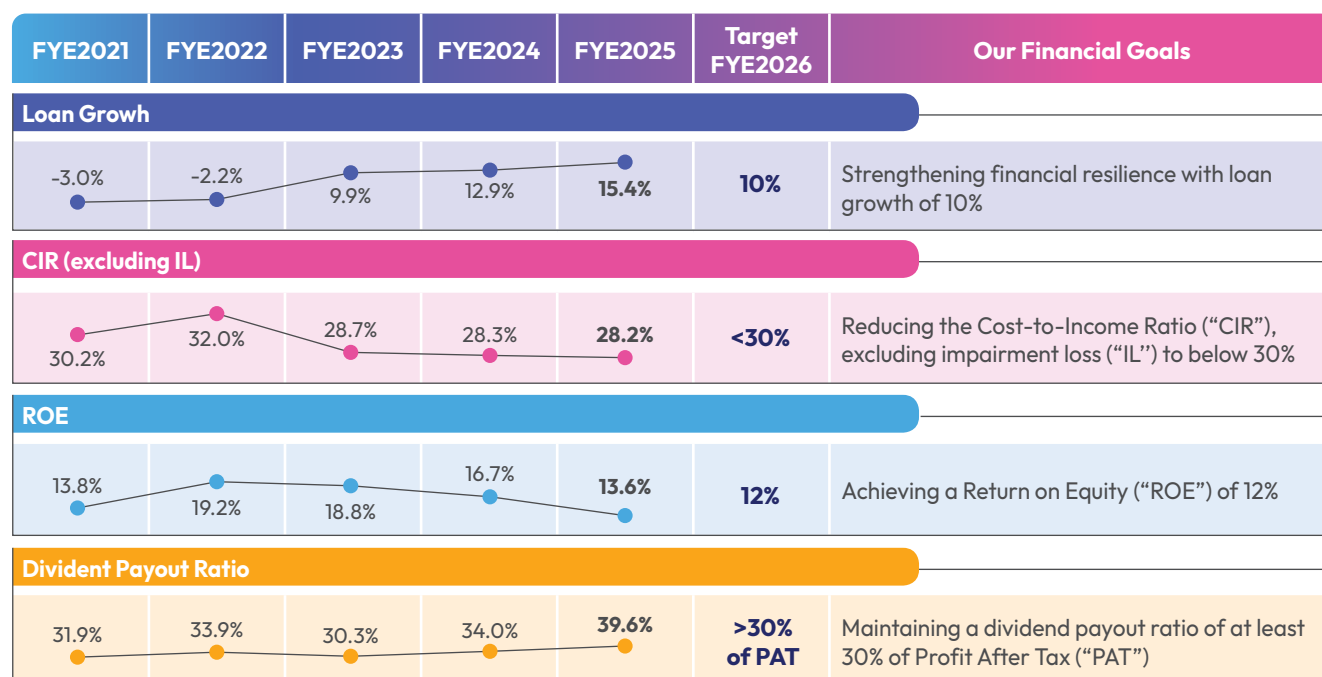 FYE2021 FYE2022 FYE2023 FYE2024 FYE2025 Target FYE2026 Our Financial Goals
Loan Growh
-3.0% -2.2% 9.9% 12.9% 15.4% 10% Strengthening financial resilience with loan
growth of 10%
CIR (excluding IL)
30.2% 32.0% 28.7% 28.3% 28.2% <30% Reducing the Cost-to-Income Ratio (“CIR”),
excluding impairment loss (“IL’’) to below 30%
ROE
13.8% 19.2% 18.8% 16.7% 13.6% 12% Achieving a Return on Equity (“ROE”) of 12%
Divident Payout Ratio
31.9% 33.9% 30.3% 34.0% 39.6% >30% Maintaining a dividend payout ratio of at least
of PAT 30% of Profit After Tax (“PAT”)